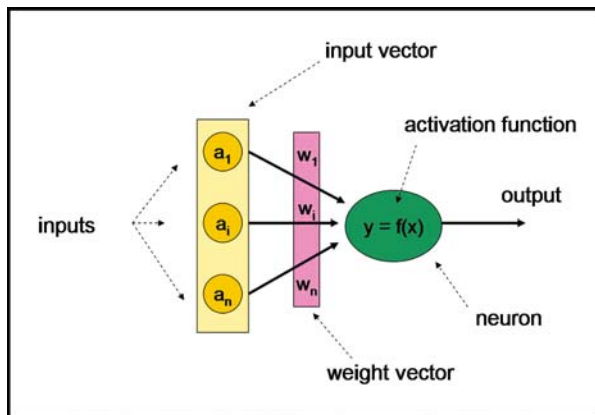 input vector
activation function
a1
w1
inputs
ai
wi
y = f(x)
output
an
wn
neuron
weight vector